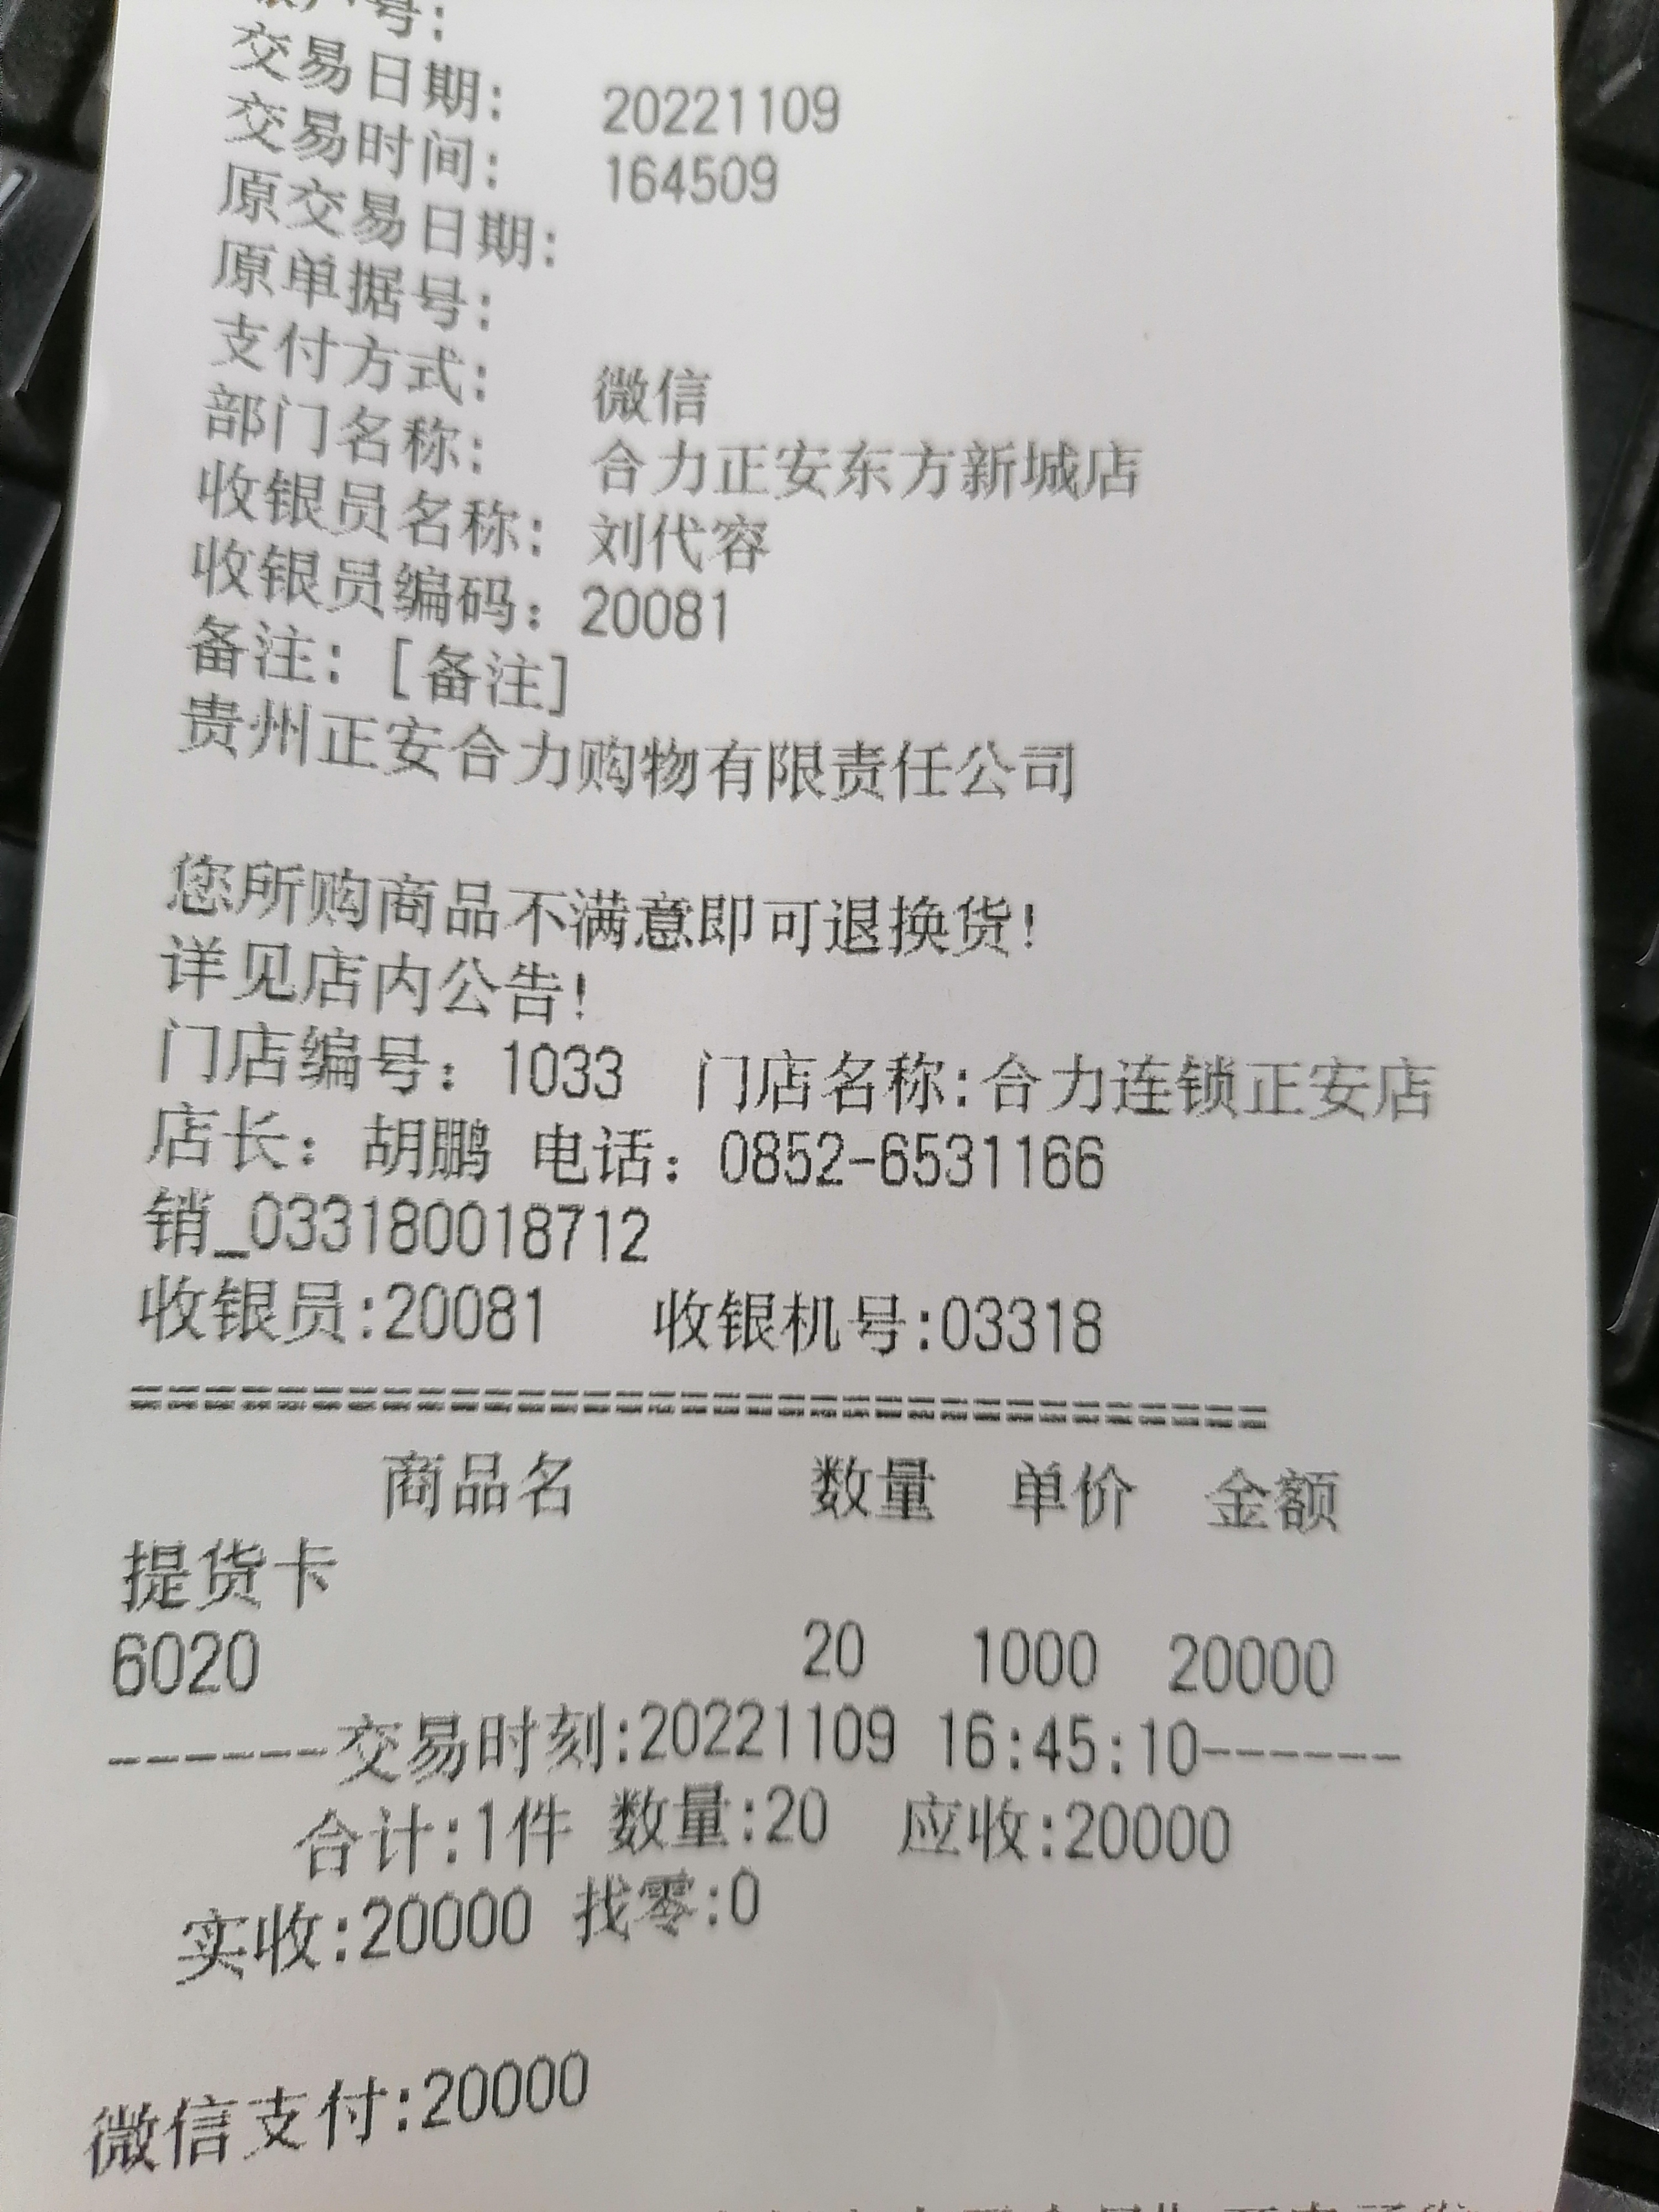 交易日期: 20221109
交易时间: 164509
原交易日期:
原单据号:
支付方式: 微信
部门名称: 合力正安东方新城店
收银员名称: 刘代容
收银员编码: 20081
备注: [备注]
贵州正安合力购物有限责任公司
您所购商品不满意即可退换货!
详见店内公告!
门店编号: 1033 门店名称:合力连锁正安店
店长: 胡鹏 电话: 0852-6531166
销_033180018712
收银员:20081 收银机号:03318
===================================
商品名 数量 单价 金额
提货卡
6020 20 1000 20000
------交易时刻:20221109 16:45:10------
合计:1件 数量:20 应收:20000
实收:20000 找零:0
微信支付:20000